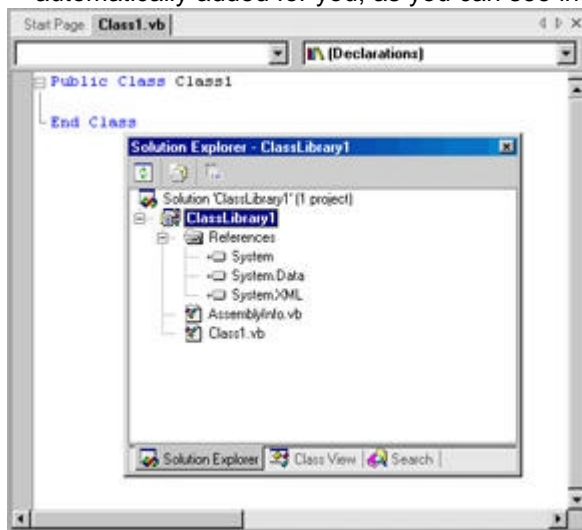 automatically added for you, as you can see in
Start Page Class1.vb
(Declarations)
Public Class Class1
End Class
Solution Explorer - ClassLibrary1
Solution 'ClassLibrary1' (1 project)
ClassLibrary1
References
System
System.Data
System.XML
AssemblyInfo.vb
Class1.vb
Solution Explorer Class View Search